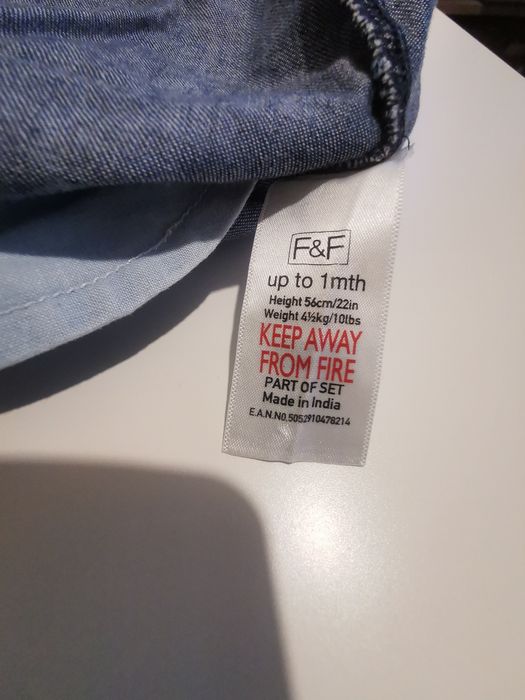 F&F
up to 1mth
Height 56cm/22in
Weight 4½kg/10lbs
KEEP AWAY
FROM FIRE
PART OF SET
Made in India
E.A.N.NO.5052910478214